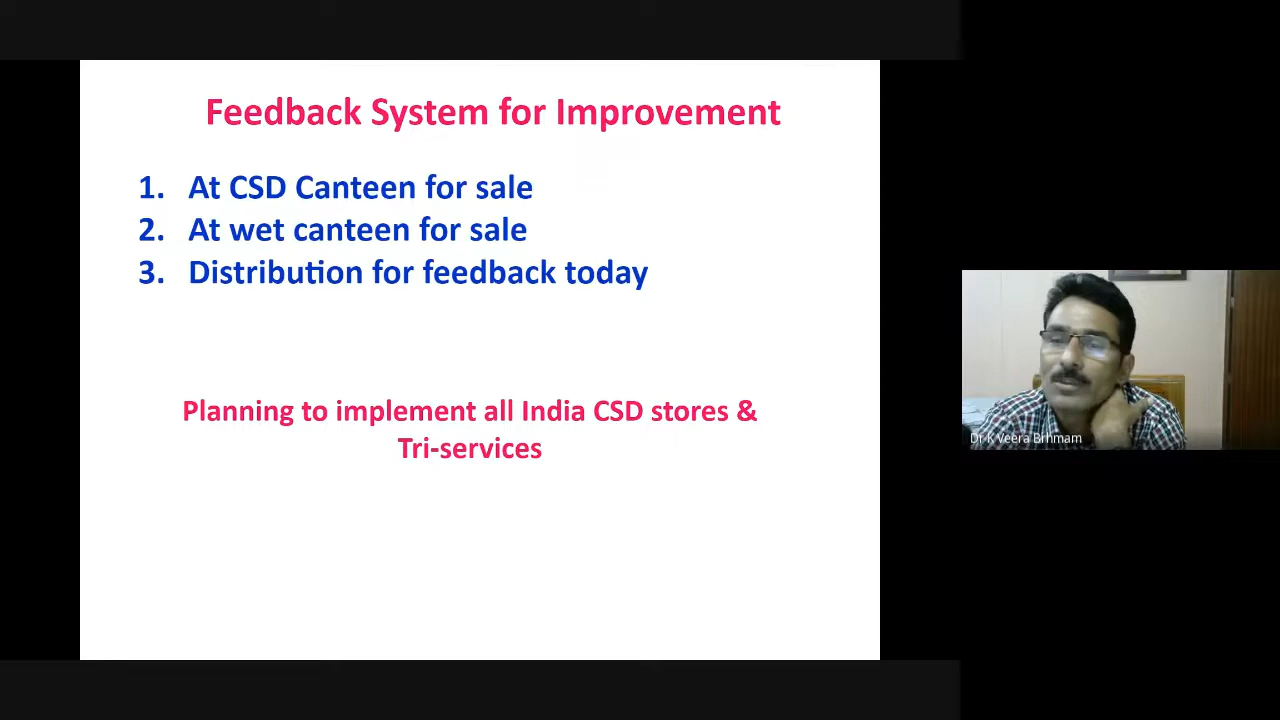 Feedback System for Improvement
1. At CSD Canteen for sale
2. At wet canteen for sale
3. Distribution for feedback today
Planning to implement all India CSD stores &
Tri-services
Dr K Veera Brhmam